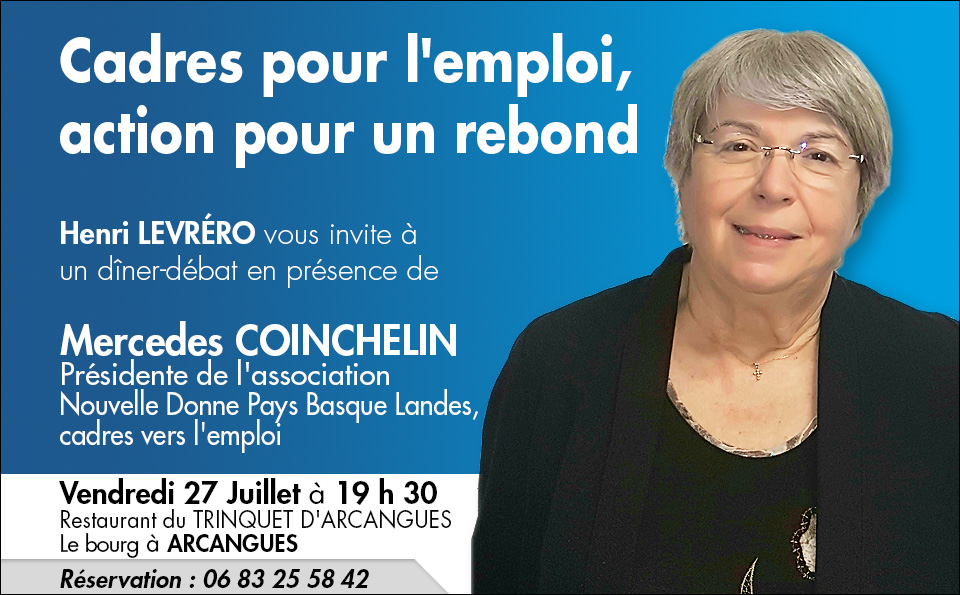 Cadres pour l'emploi,
action pour un rebond
Henri LEVRÉRO vous invite à
un dîner-débat en présence de
Mercedes COINCHELIN
Présidente de l'association
Nouvelle Donne Pays Basque Landes,
cadres vers l'emploi
Vendredi 27 Juillet à 19 h 30
Restaurant du TRINQUET D'ARCANGUES
Le bourg à ARCANGUES
Réservation : 06 83 25 58 42